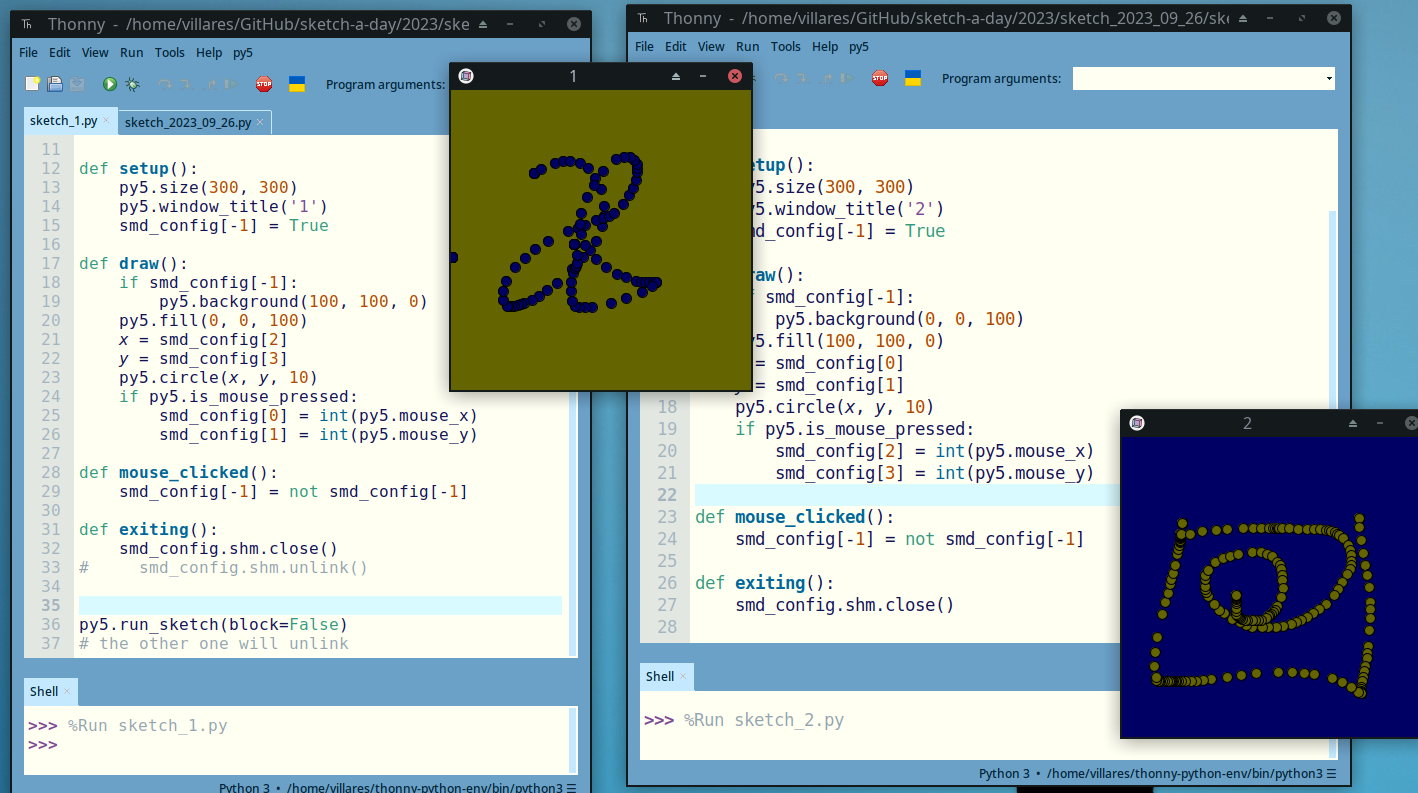 Thonny - /home/villares/GitHub/sketch-a-day/2023/ske
File Edit View Run Tools Help py5
STOP
Program arguments:
sketch_1.py × sketch_2023_09_26.py ×
11
12 def setup():
13 py5.size(300, 300)
14 py5.window_title('1')
15 smd_config[-1] = True
16
17 def draw():
18 if smd_config[-1]:
19 py5.background(100, 100, 0)
20 py5.fill(0, 0, 100)
21 x = smd_config[2]
22 y = smd_config[3]
23 py5.circle(x, y, 10)
24 if py5.is_mouse_pressed:
25 smd_config[0] = int(py5.mouse_x)
26 smd_config[1] = int(py5.mouse_y)
27
28 def mouse_clicked():
29 smd_config[-1] = not smd_config[-1]
30
31 def exiting():
32 smd_config.shm.close()
33 # smd_config.shm.unlink()
34
35
36 py5.run_sketch(block=False)
37 # the other one will unlink
Shell ×
>>> %Run sketch_1.py
>>>
Python 3 • /home/villares/thonny-python-env/bin/python3 ☰
1
Thonny - /home/villares/GitHub/sketch-a-day/2023/sketch_2023_09_26/ske
File Edit View Run Tools Help py5
STOP
Program arguments:
etup():
5.size(300, 300)
5.window_title('2')
d_config[-1] = True
raw():
smd_config[-1]:
py5.background(0, 0, 100)
5.fill(100, 100, 0)
= smd_config[0]
= smd_config[1]
18 py5.circle(x, y, 10)
19 if py5.is_mouse_pressed:
20 smd_config[2] = int(py5.mouse_x)
21 smd_config[3] = int(py5.mouse_y)
22
23 def mouse_clicked():
24 smd_config[-1] = not smd_config[-1]
25
26 def exiting():
27 smd_config.shm.close()
28
Shell ×
>>> %Run sketch_2.py
Python 3 • /home/villares/thonny-python-env/bin/python3 ☰
2